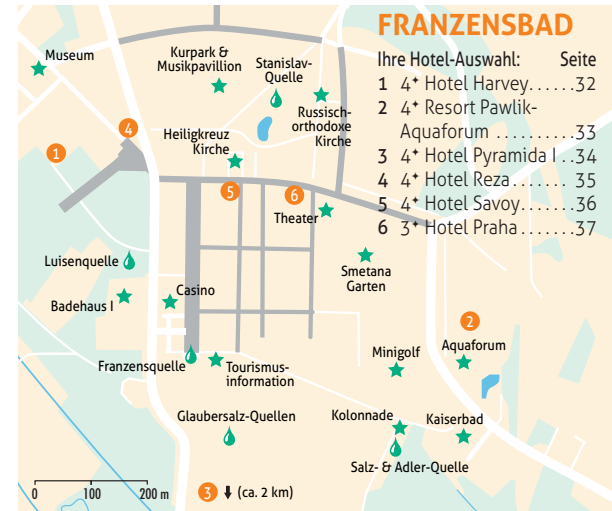 FRANZENSBAD
Ihre Hotel-Auswahl: Seite
1 4✦ Hotel Harvey......32
2 4✦ Resort Pawlik-
Aquaforum ..........33
3 4✦ Hotel Pyramida I..34
4 4✦ Hotel Reza........35
5 4✦ Hotel Savoy.......36
6 3✦ Hotel Praha.......37
Museum
Kurpark &
Musikpavillion
Stanislav-
Quelle
Russisch-
orthodoxe
Kirche
Heiligkreuz
Kirche
4
1
5
6
Theater
Luisenquelle
Smetana
Garten
Badehaus I
Casino
2
Aquaforum
Minigolf
Franzensquelle
Tourismus-
information
Glaubersalz-Quellen
Kolonnade
Kaiserbad
Salz- & Adler-Quelle
0 100 200 m
3 ⬇ (ca. 2 km)